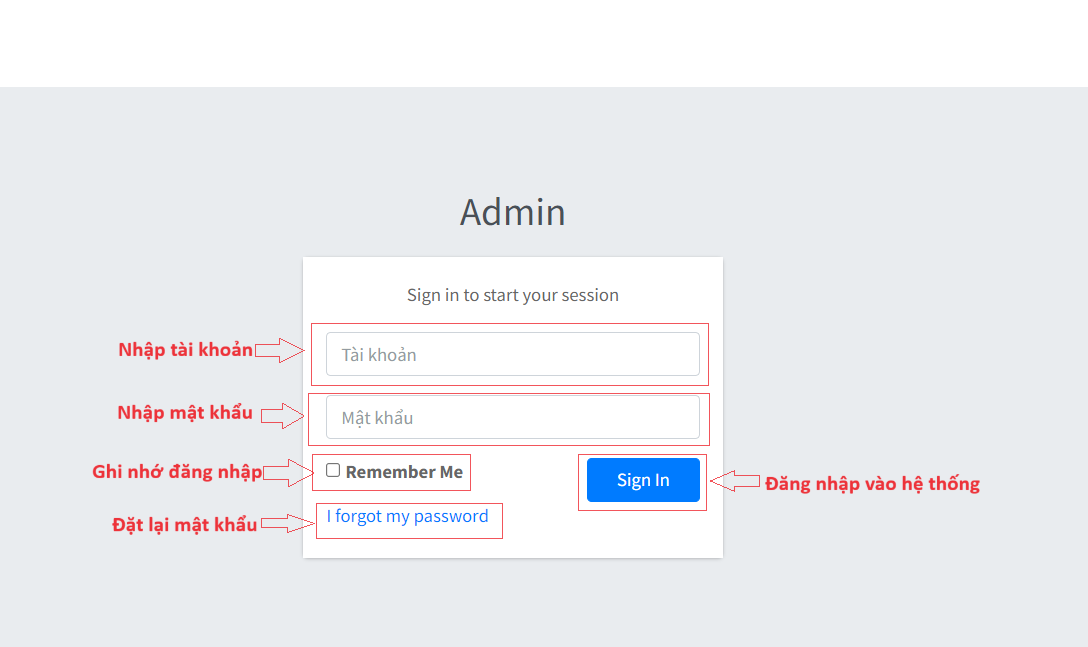 Admin
Sign in to start your session
Nhập tài khoản
Tài khoản
Nhập mật khẩu
Mật khẩu
Ghi nhớ đăng nhập
Remember Me
Sign In
Đăng nhập vào hệ thống
Đặt lại mật khẩu
I forgot my password